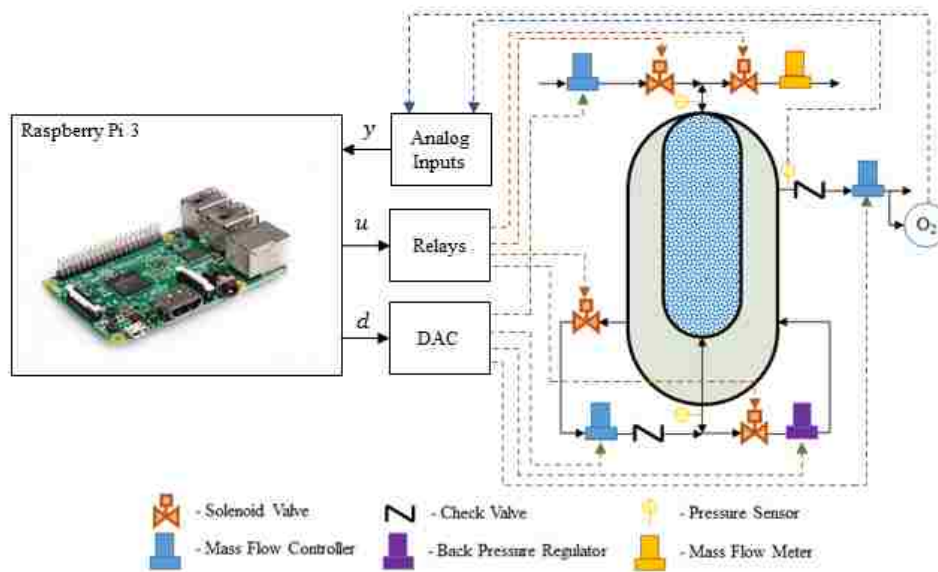 Raspberry Pi 3
y
Analog
Inputs
u
Relays
d
DAC
O2
- Solenoid Valve
- Check Valve
- Pressure Sensor
- Mass Flow Controller
- Back Pressure Regulator
- Mass Flow Meter